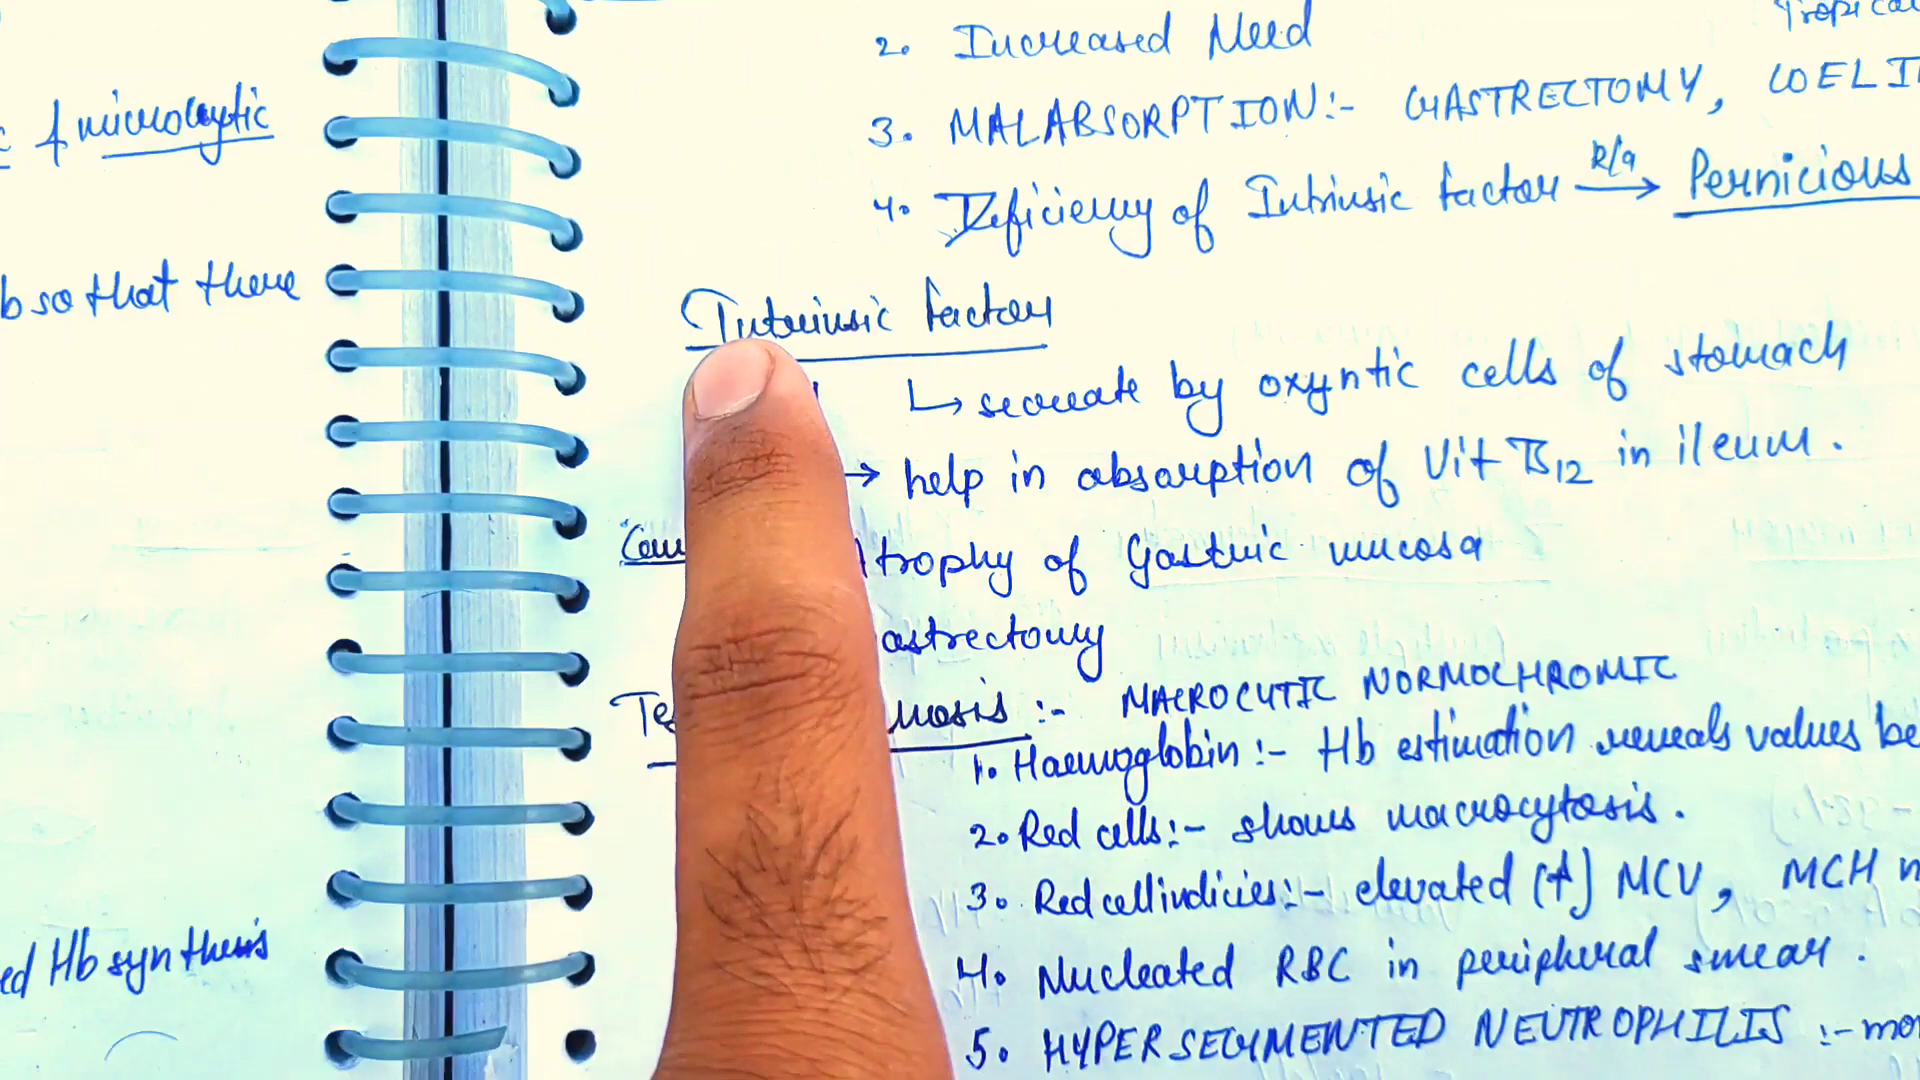 & microcytic
b so that there
ed Hb synthesis
Tropical
2. Increased Need
3. MALABSORPTION:- GASTRECTOMY, COELI
4. Deficiency of Intrinsic factor R/a → Pernicious
Intrinsic factor
↳ secreate by oxyntic cells of stomach
→ help in absorption of Vit B12 in ileum.
trophy of Gastric mucosa
astrectomy
Te nosis :- MACROCYTIC NORMOCHROMIC
1. Haemoglobin :- Hb estimation reveals values be
2. Red cells :- shows macrocytosis.
3. Red cell indicies :- elevated (↑) MCV, MCH n
4. Nucleated RBC in peripheral smear.
5. HYPERSEGMENTED NEUTROPHILIS :- mor